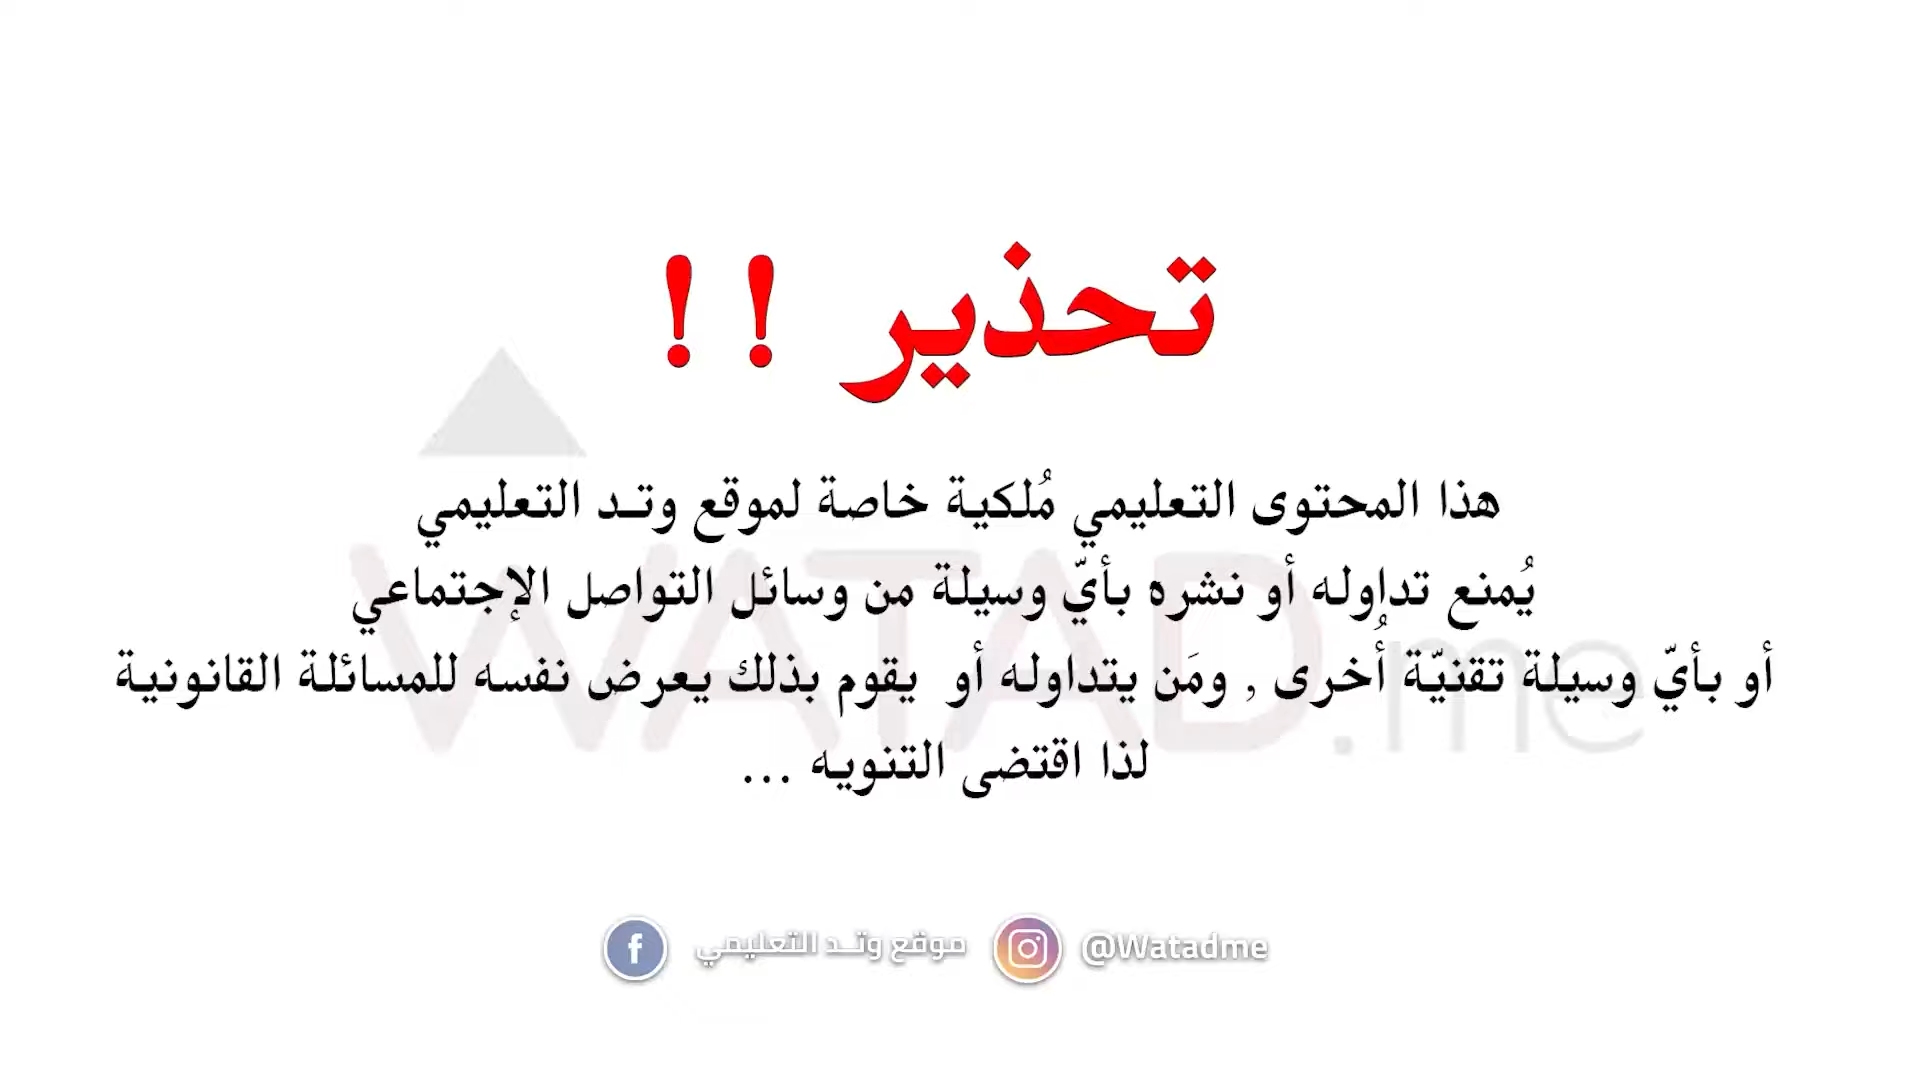 تحذير ! !
هذا المحتوى التعليمي مُلكية خاصة لموقع وتـد التعليمي
يُمنع تداوله أو نشره بأيّ وسيلة من وسائل التواصل الإجتماعي
أو بأيّ وسيلة تقنيّة أُخرى , ومَن يتداوله أو يقوم بذلك يعرض نفسه للمسائلة القانونية
لذا اقتضى التنويه ...
WATAD.me
@Watadme موقع وتـد التعليمي